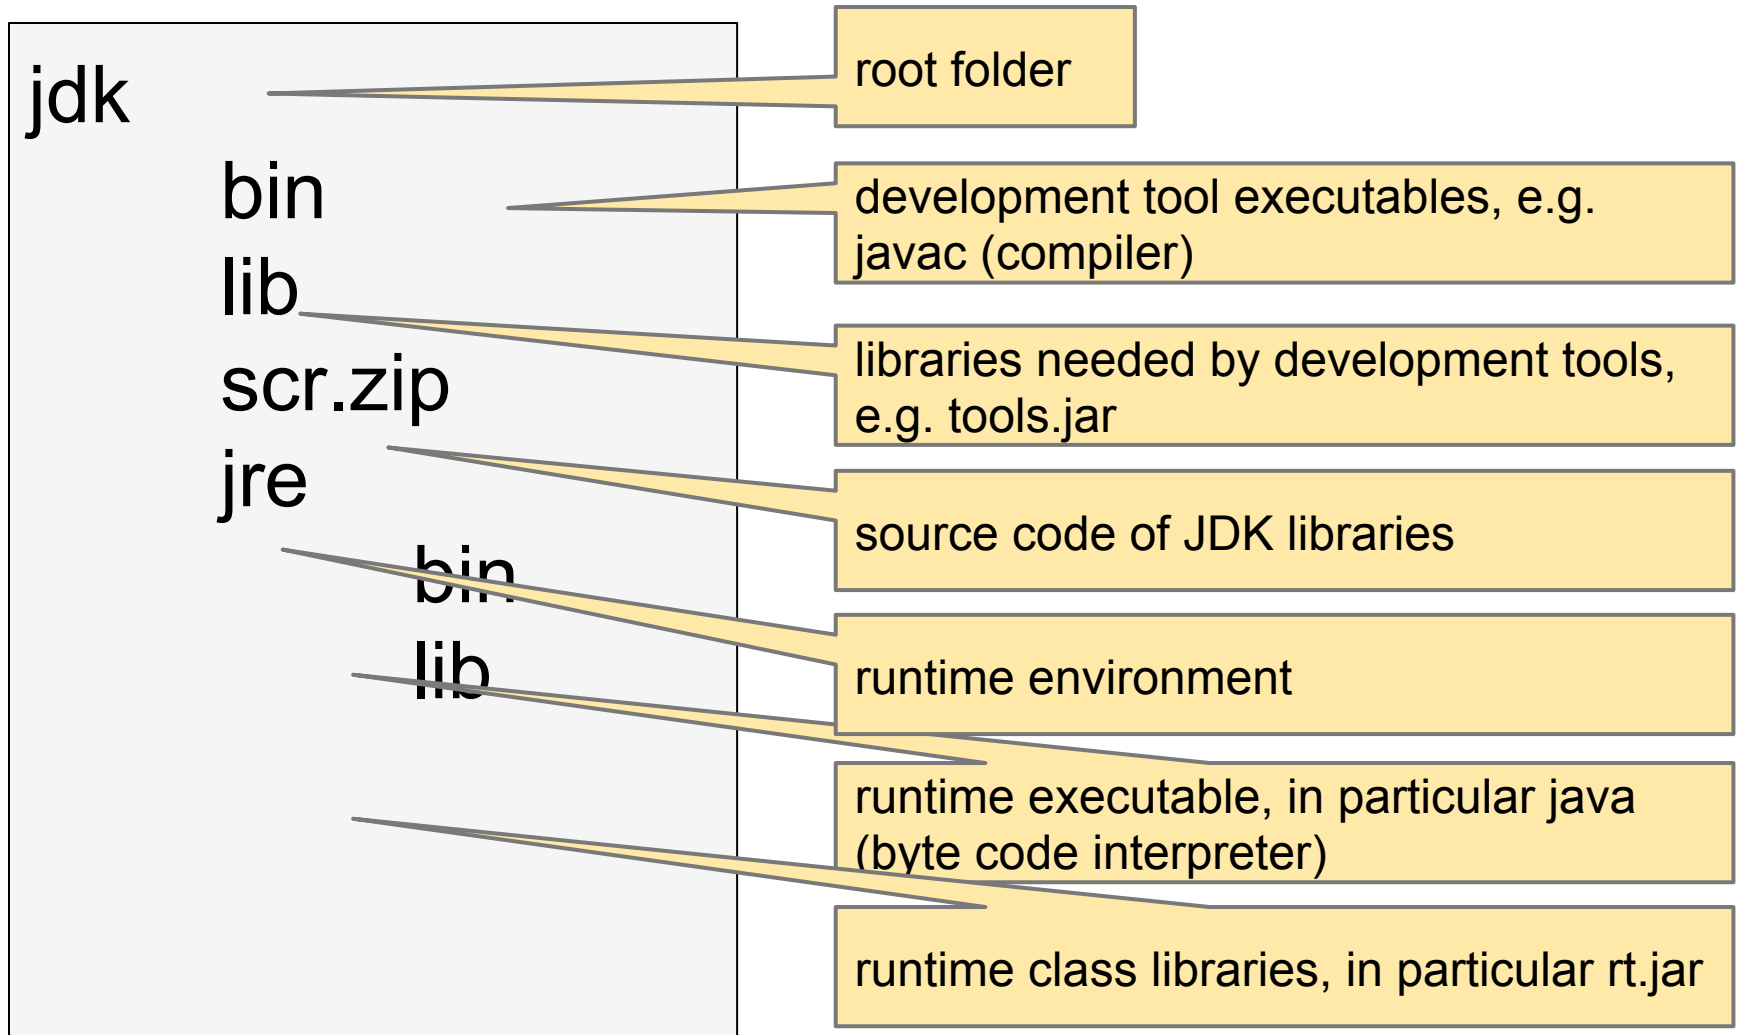 jdk
bin
lib
scr.zip
jre
bin
lib
root folder
development tool executables, e.g.
javac (compiler)
libraries needed by development tools,
e.g. tools.jar
source code of JDK libraries
runtime environment
runtime executable, in particular java
(byte code interpreter)
runtime class libraries, in particular rt.jar